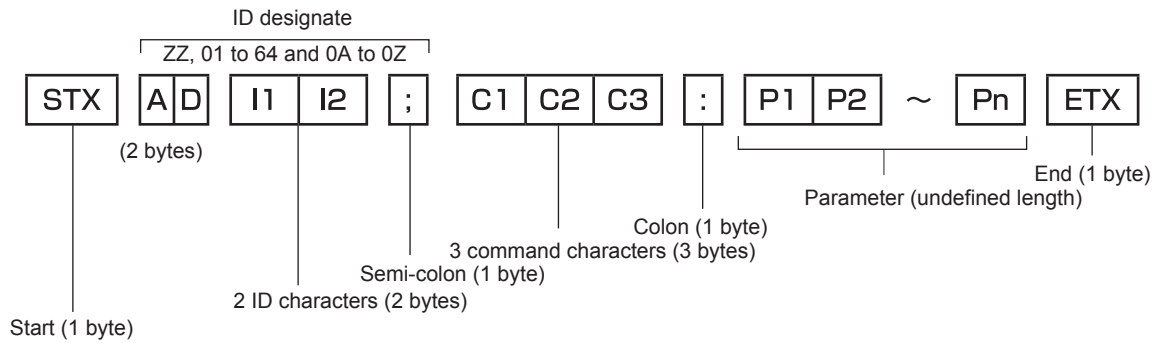 ID designate
ZZ, 01 to 64 and 0A to 0Z
STX A D I1 I2 ; C1 C2 C3 : P1 P2 ～ Pn ETX
(2 bytes)
End (1 byte)
Parameter (undefined length)
Colon (1 byte)
3 command characters (3 bytes)
Semi-colon (1 byte)
2 ID characters (2 bytes)
Start (1 byte)